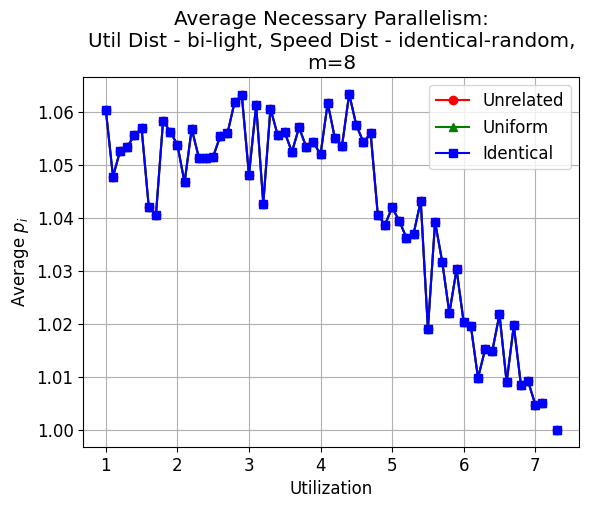 Average Necessary Parallelism:
Util Dist - bi-light, Speed Dist - identical-random,
m=8
Unrelated
Uniform
Identical
1.06
1.05
1.04
1.03
1.02
1.01
1.00
Average $p_i$
1 2 3 4 5 6 7
Utilization